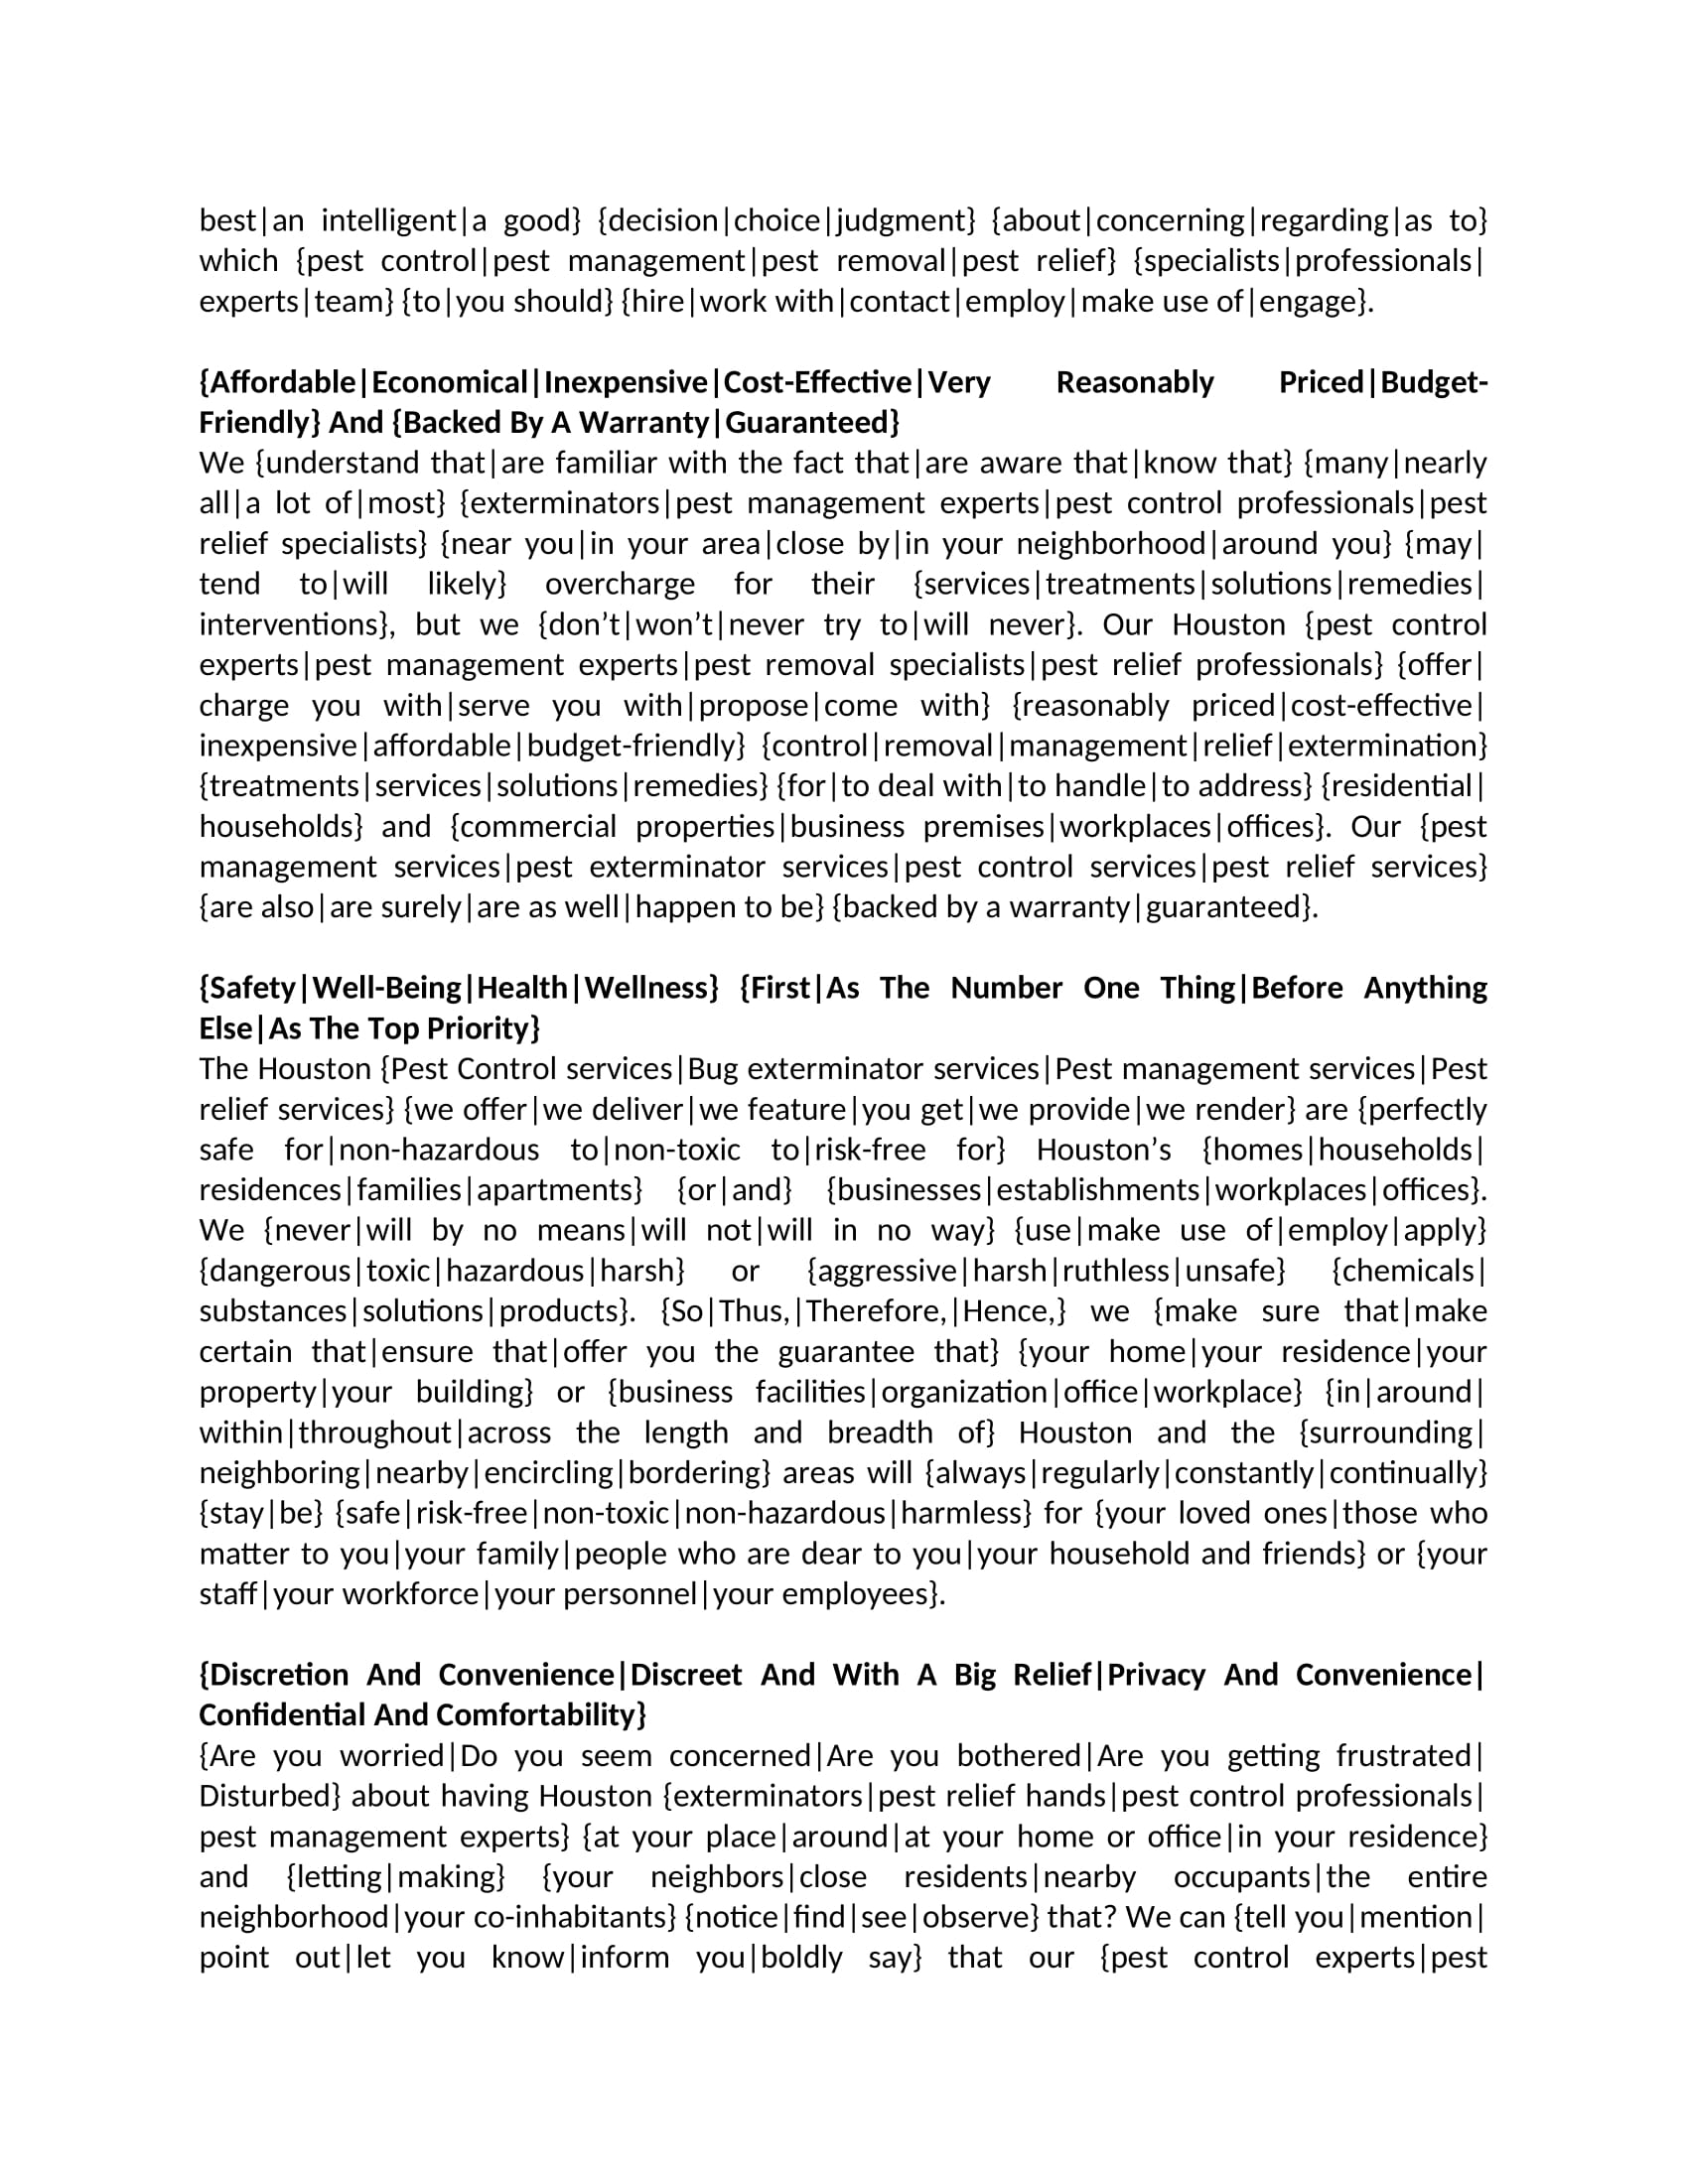 best|an intelligent|a good} {decision|choice|judgment} {about|concerning|regarding|as to}
which {pest control|pest management|pest removal|pest relief} {specialists|professionals|
experts|team} {to|you should} {hire|work with|contact|employ|make use of|engage}.
{Affordable|Economical|Inexpensive|Cost-Effective|Very Reasonably Priced|Budget-
Friendly} And {Backed By A Warranty|Guaranteed}
We {understand that|are familiar with the fact that|are aware that|know that} {many|nearly
all|a lot of|most} {exterminators|pest management experts|pest control professionals|pest
relief specialists} {near you|in your area|close by|in your neighborhood|around you} {may|
tend to|will likely} overcharge for their {services|treatments|solutions|remedies|
interventions}, but we {don’t|won’t|never try to|will never}. Our Houston {pest control
experts|pest management experts|pest removal specialists|pest relief professionals} {offer|
charge you with|serve you with|propose|come with} {reasonably priced|cost-effective|
inexpensive|affordable|budget-friendly} {control|removal|management|relief|extermination}
{treatments|services|solutions|remedies} {for|to deal with|to handle|to address} {residential|
households} and {commercial properties|business premises|workplaces|offices}. Our {pest
management services|pest exterminator services|pest control services|pest relief services}
{are also|are surely|are as well|happen to be} {backed by a warranty|guaranteed}.
{Safety|Well-Being|Health|Wellness} {First|As The Number One Thing|Before Anything
Else|As The Top Priority}
The Houston {Pest Control services|Bug exterminator services|Pest management services|Pest
relief services} {we offer|we deliver|we feature|you get|we provide|we render} are {perfectly
safe for|non-hazardous to|non-toxic to|risk-free for} Houston’s {homes|households|
residences|families|apartments} {or|and} {businesses|establishments|workplaces|offices}.
We {never|will by no means|will not|will in no way} {use|make use of|employ|apply}
{dangerous|toxic|hazardous|harsh} or {aggressive|harsh|ruthless|unsafe} {chemicals|
substances|solutions|products}. {So|Thus,|Therefore,|Hence,} we {make sure that|make
certain that|ensure that|offer you the guarantee that} {your home|your residence|your
property|your building} or {business facilities|organization|office|workplace} {in|around|
within|throughout|across the length and breadth of} Houston and the {surrounding|
neighboring|nearby|encircling|bordering} areas will {always|regularly|constantly|continually}
{stay|be} {safe|risk-free|non-toxic|non-hazardous|harmless} for {your loved ones|those who
matter to you|your family|people who are dear to you|your household and friends} or {your
staff|your workforce|your personnel|your employees}.
{Discretion And Convenience|Discreet And With A Big Relief|Privacy And Convenience|
Confidential And Comfortability}
{Are you worried|Do you seem concerned|Are you bothered|Are you getting frustrated|
Disturbed} about having Houston {exterminators|pest relief hands|pest control professionals|
pest management experts} {at your place|around|at your home or office|in your residence}
and {letting|making} {your neighbors|close residents|nearby occupants|the entire
neighborhood|your co-inhabitants} {notice|find|see|observe} that? We can {tell you|mention|
point out|let you know|inform you|boldly say} that our {pest control experts|pest